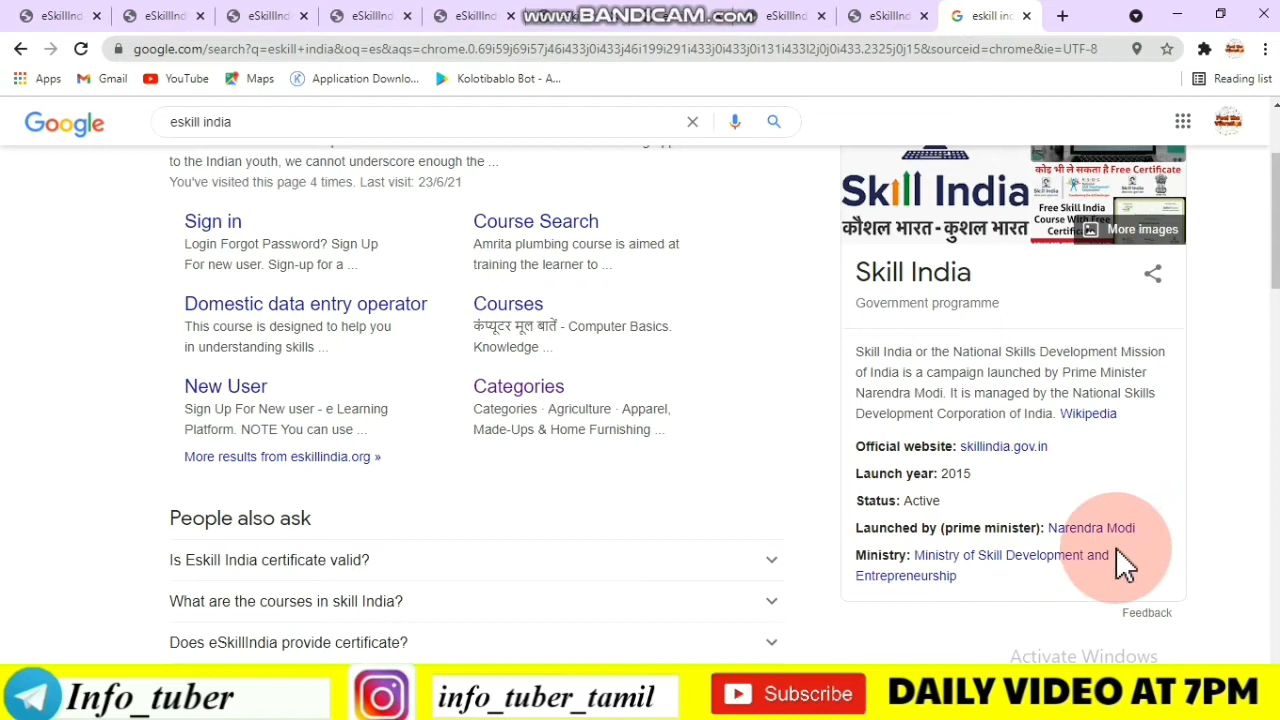 eSkillInd
eSkillInd
eSkillInd
eSkillInd
eSkillInd
www.BANDICAM.com
eSkillInd
eSkillInd
eskill ind
google.com/search?q=eskill+india&oq=es&aqs=chrome.0.69i59j69i57j46i433j0i433j46i199i291i433j0i131i433l2j0j0i433.2325j0j15&sourceid=chrome&ie=UTF-8
Apps
Gmail
YouTube
Maps
Application Downlo...
Kolotibablo Bot - A...
Reading list
Google
eskill india
to the Indian youth, we cannot underscore enough the ...
You've visited this page 4 times. Last visit: 23/6/21
Sign in
Login Forgot Password? Sign Up
For new user. Sign-up for a ...
Course Search
Amrita plumbing course is aimed at
training the learner to ...
Domestic data entry operator
This course is designed to help you
in understanding skills ...
Courses
कंप्यूटर मूल बातें - Computer Basics.
Knowledge ...
New User
Sign Up For New user - e Learning
Platform. NOTE You can use ...
Categories
Categories · Agriculture · Apparel,
Made-Ups & Home Furnishing ...
More results from eskillindia.org »
People also ask
Is Eskill India certificate valid?
What are the courses in skill India?
Does eSkillIndia provide certificate?
Skill India
कौशल भारत - कुशल भारत
कोई भी ले सकता है Free Certificate
Free Skill India
Course With Free
Certific
More images
Skill India
Government programme
Skill India or the National Skills Development Mission
of India is a campaign launched by Prime Minister
Narendra Modi. It is managed by the National Skills
Development Corporation of India. Wikipedia
Official website: skillindia.gov.in
Launch year: 2015
Status: Active
Launched by (prime minister): Narendra Modi
Ministry: Ministry of Skill Development and
Entrepreneurship
Feedback
Activate Windows
Info_tuber
info_tuber_tamil
Subscribe
DAILY VIDEO AT 7PM